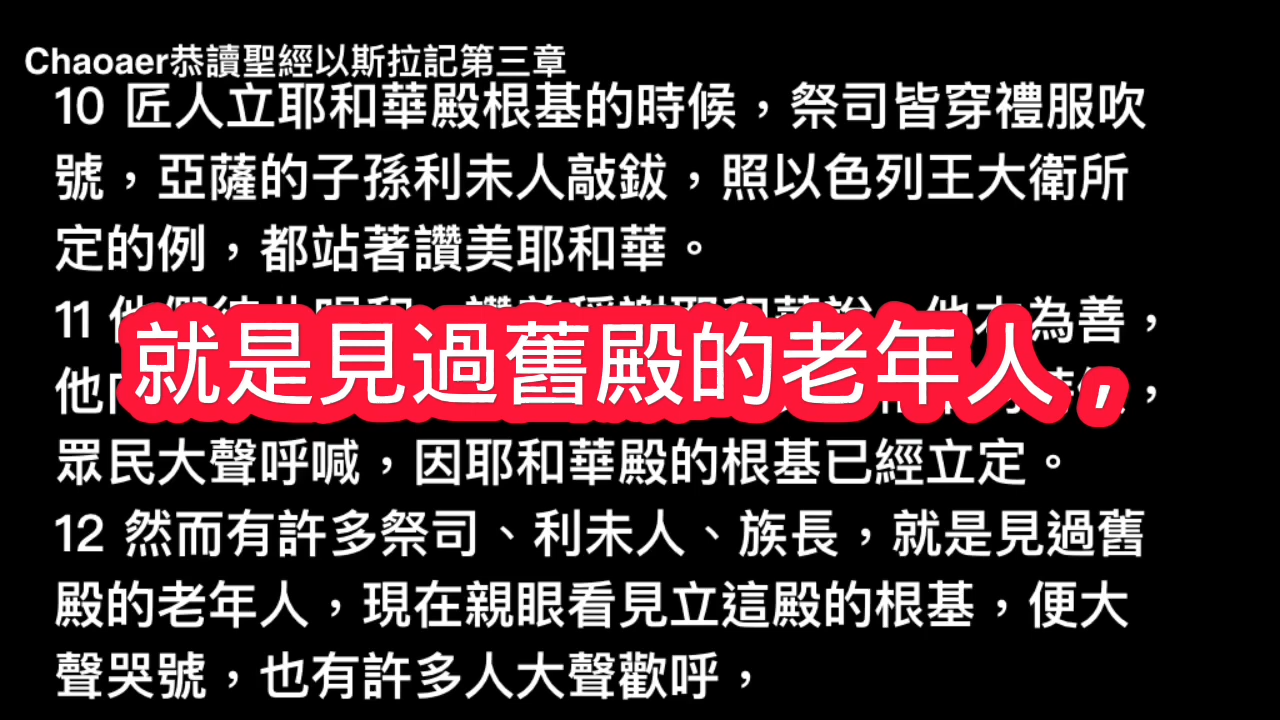 Chaoaer恭讀聖經以斯拉記第三章
10 匠人立耶和華殿根基的時候，祭司皆穿禮服吹
號，亞薩的子孫利未人敲鈸，照以色列王大衛所
定的例，都站著讚美耶和華。
11
為善，
就是見過舊殿的老年人，
他
眾民大聲呼喊，因耶和華殿的根基已經立定。
12 然而有許多祭司、利未人、族長，就是見過舊
殿的老年人，現在親眼看見立這殿的根基，便大
聲哭號，也有許多人大聲歡呼，